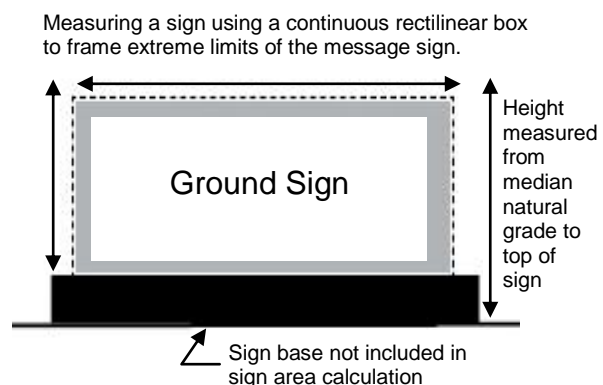 Measuring a sign using a continuous rectilinear box
to frame extreme limits of the message sign.
Ground Sign
Height
measured
from
median
natural
grade to
top of
sign
Sign base not included in
sign area calculation